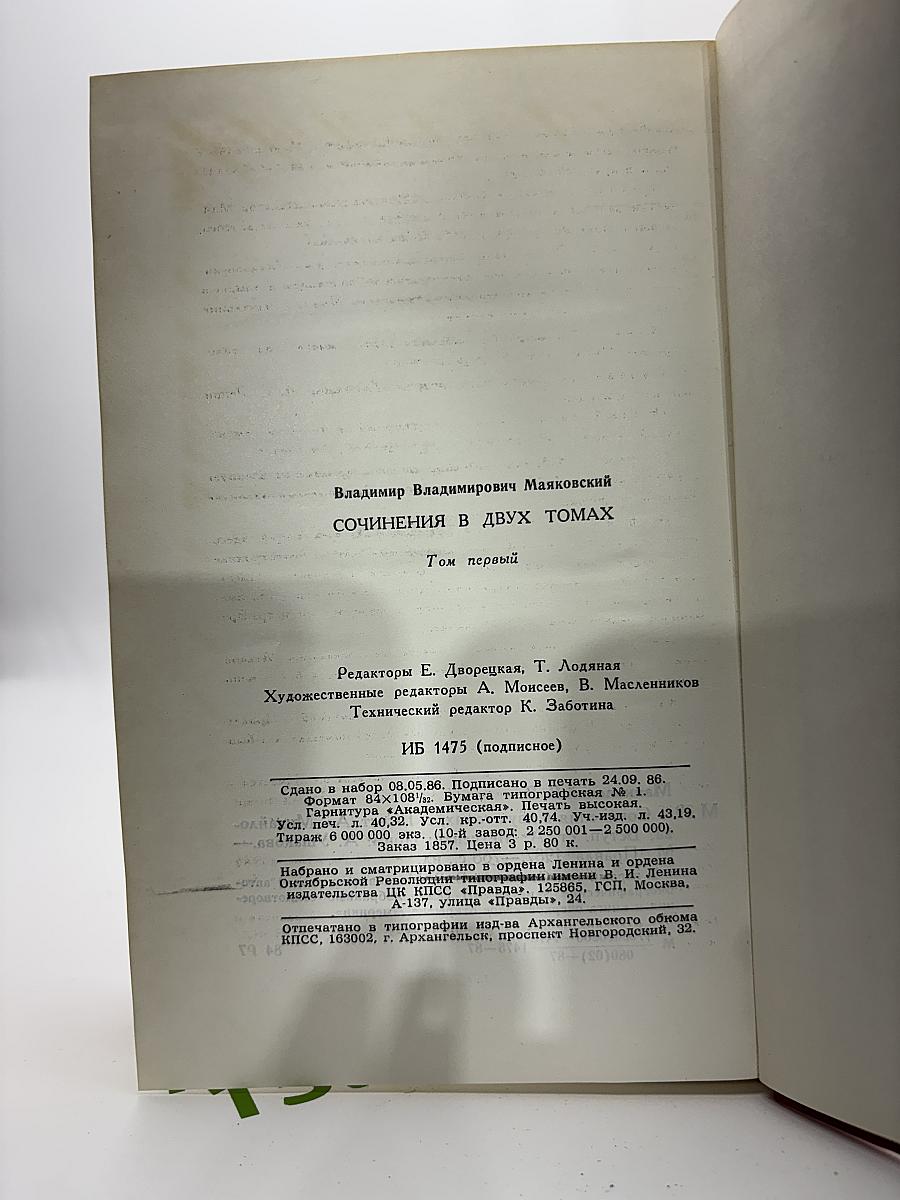 Владимир Владимирович Маяковский
СОЧИНЕНИЯ В ДВУХ ТОМАХ
Том первый
Редакторы Е. Дворецкая, Т. Лодяная
Художественные редакторы А. Моисеев, В. Масленников
Технический редактор К. Заботина
ИБ 1475 (подписное)
Сдано в набор 08.05.86. Подписано в печать 24.09. 86.
Формат 84×108¹/₃₂. Бумага типографская № 1.
Гарнитура «Академическая». Печать высокая.
Усл. печ. л. 40,32. Усл. кр.-отт. 40,74. Уч.-изд. л. 43,19.
Тираж 6 000 000 экз. (10-й завод: 2 250 001—2 500 000).
Заказ 1857. Цена 3 р. 80 к.
Набрано и сматрицировано в ордена Ленина и ордена
Октябрьской Революции типографии имени В. И. Ленина
издательства ЦК КПСС «Правда». 125865, ГСП, Москва,
А-137, улица «Правды», 24.
Отпечатано в типографии изд-ва Архангельского обкома
КПСС, 163002, г. Архангельск, проспект Новгородский, 32.